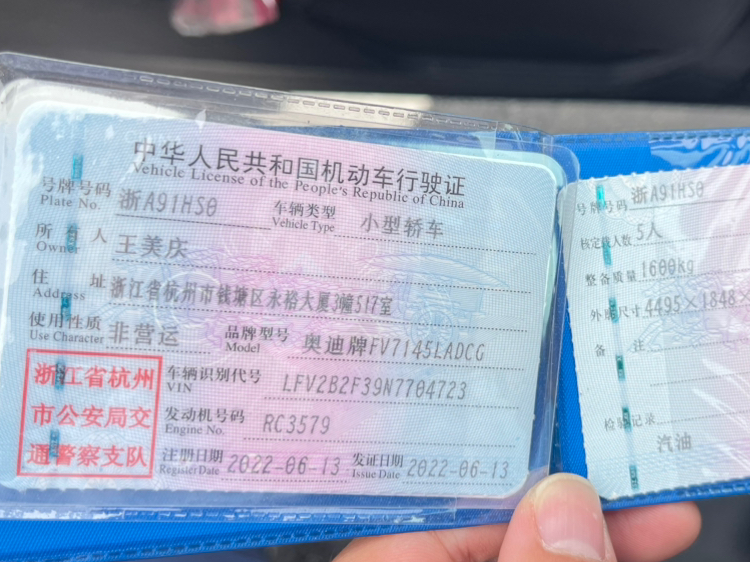 中华人民共和国机动车行驶证
Vehicle License of the People's Republic of China
号牌号码 浙A91HS0 车辆类型 小型轿车
Plate No. Vehicle Type
所有人 王美庆
Owner
住址 浙江省杭州市钱塘区永裕大厦3幢517室
Address
使用性质 非营运 品牌型号 奥迪牌FV7145LADCG
Use Character Model
浙江省杭州
市公安局交
通警察支队
车辆识别代号 LFV2B2F39N7704723
VIN
发动机号码 RC3579
Engine No.
注册日期 2022-06-13 发证日期 2022-06-13
Register Date Issue Date
号牌号码 浙A91HS0
核定载人数 5人
整备质量 1600kg
外廓尺寸 4495×1848×
备注
检验记录
汽油